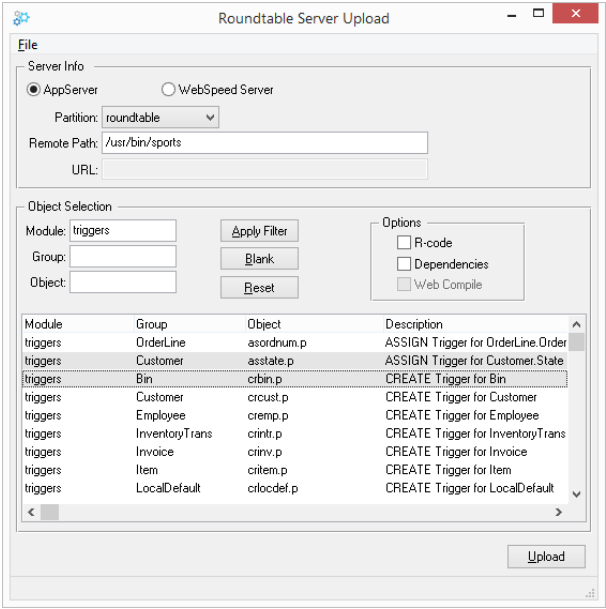 Roundtable Server Upload
File
Server Info
AppServer WebSpeed Server
Partition: roundtable
Remote Path: /usr/bin/sports
URL:
Object Selection
Module: triggers Apply Filter
Group: Blank
Object: Reset
Options
R-code
Dependencies
Web Compile
Module Group Object Description
triggers OrderLine asordnum.p ASSIGN Trigger for OrderLine.Order
triggers Customer asstate.p ASSIGN Trigger for Customer.State
triggers Bin crbin.p CREATE Trigger for Bin
triggers Customer crcust.p CREATE Trigger for Customer
triggers Employee cremp.p CREATE Trigger for Employee
triggers InventoryTrans crintr.p CREATE Trigger for InventoryTrans
triggers Invoice crinv.p CREATE Trigger for Invoice
triggers Item critem.p CREATE Trigger for Item
triggers LocalDefault crlocdef.p CREATE Trigger for LocalDefault
Upload